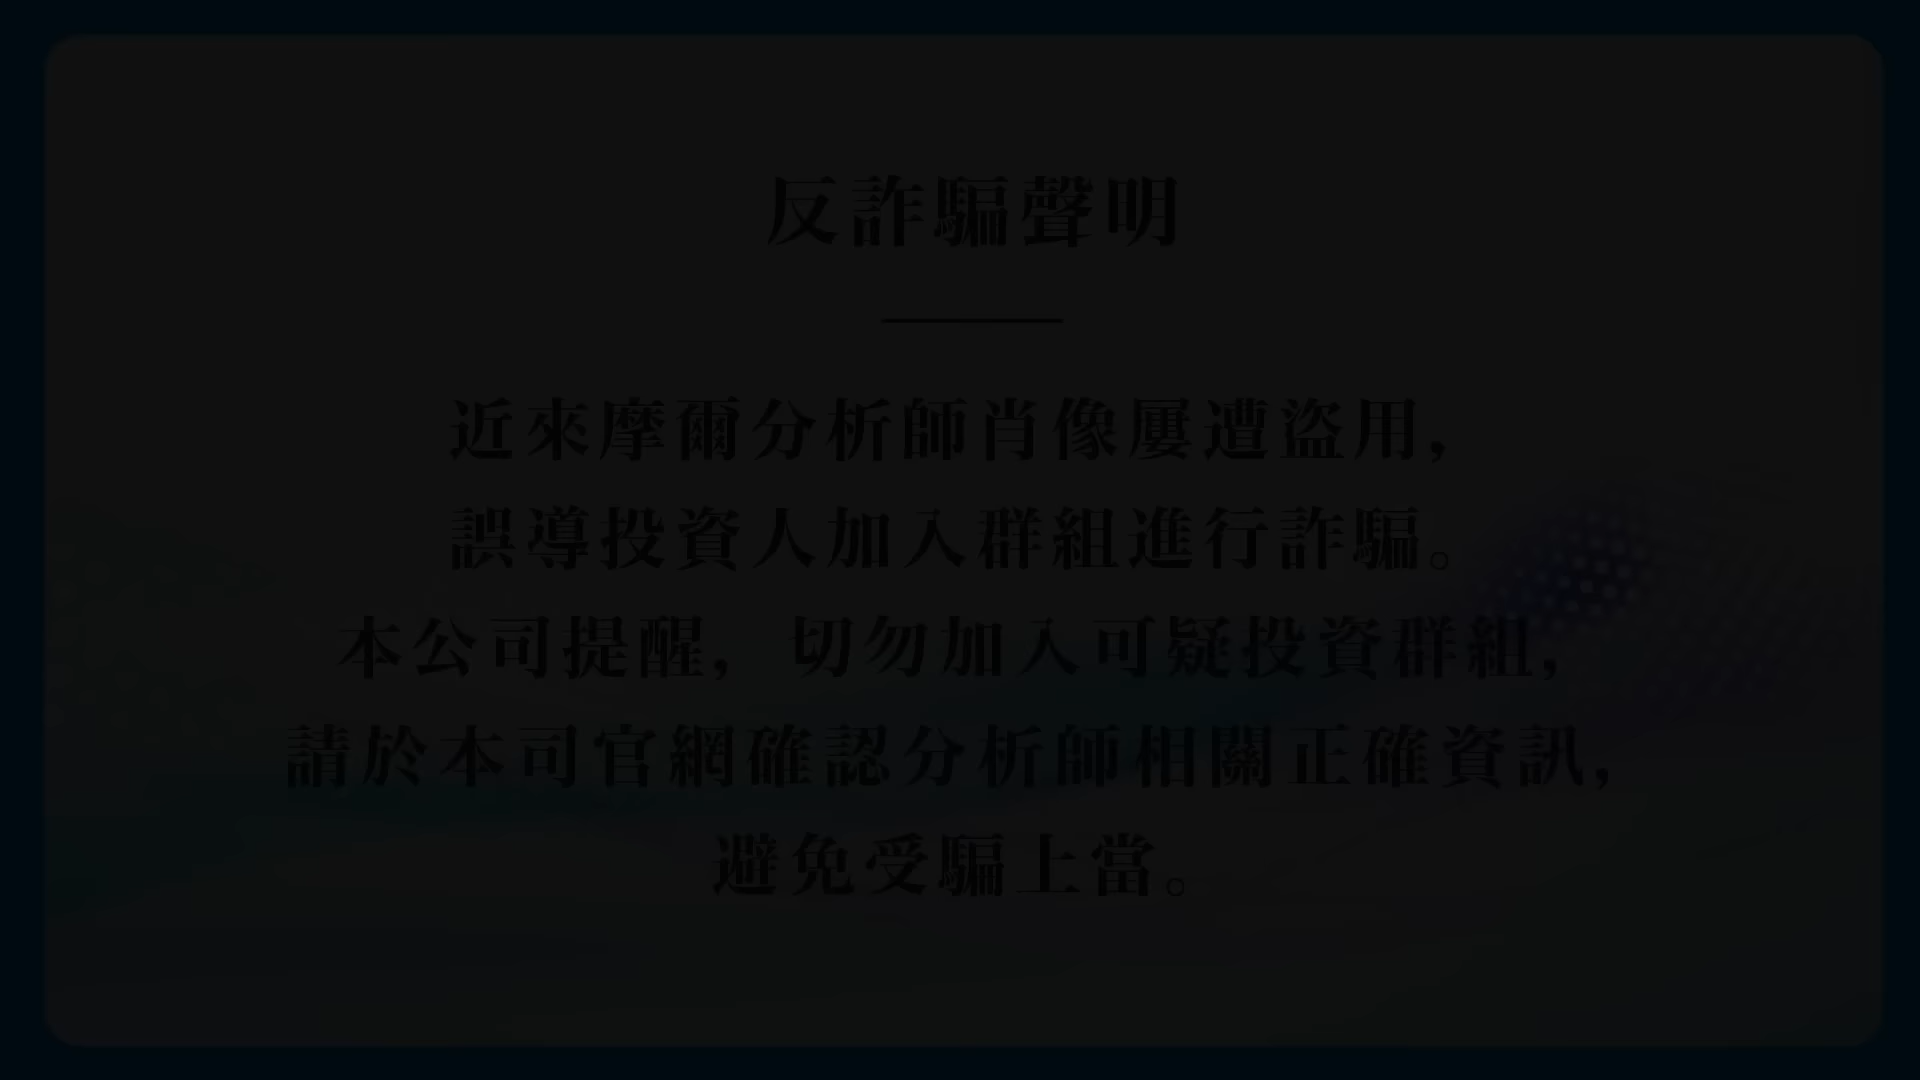 反詐騙聲明
近來摩爾分析師肖像屢遭盜用，
誤導投資人加入群組進行詐騙。
本公司提醒，切勿加入可疑投資群組，
請於本司官網確認分析師相關正確資訊，
避免受騙上當。